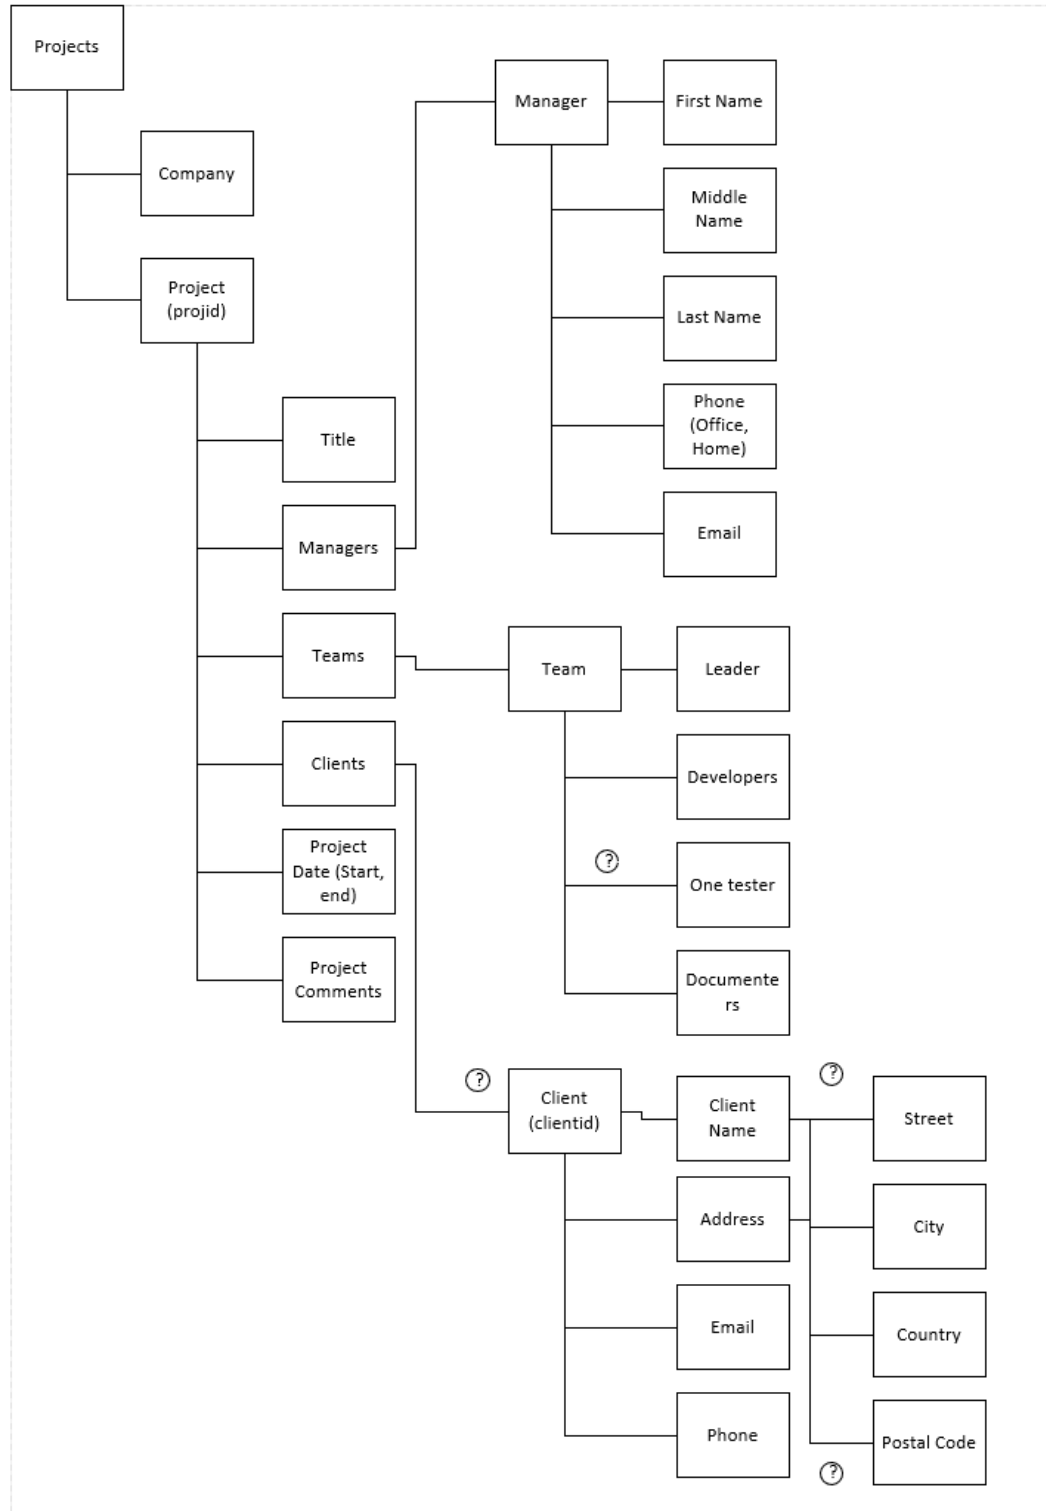 Projects
Company
Project
(projid)
Title
Managers
Teams
Clients
Project
Date (Start,
end)
Project
Comments
Manager
First Name
Middle
Name
Last Name
Phone
(Office,
Home)
Email
Team
Leader
Developers
?
One tester
Documente
rs
?
Client
(clientid)
Client
Name
Address
Email
Phone
?
Street
City
Country
Postal Code
?